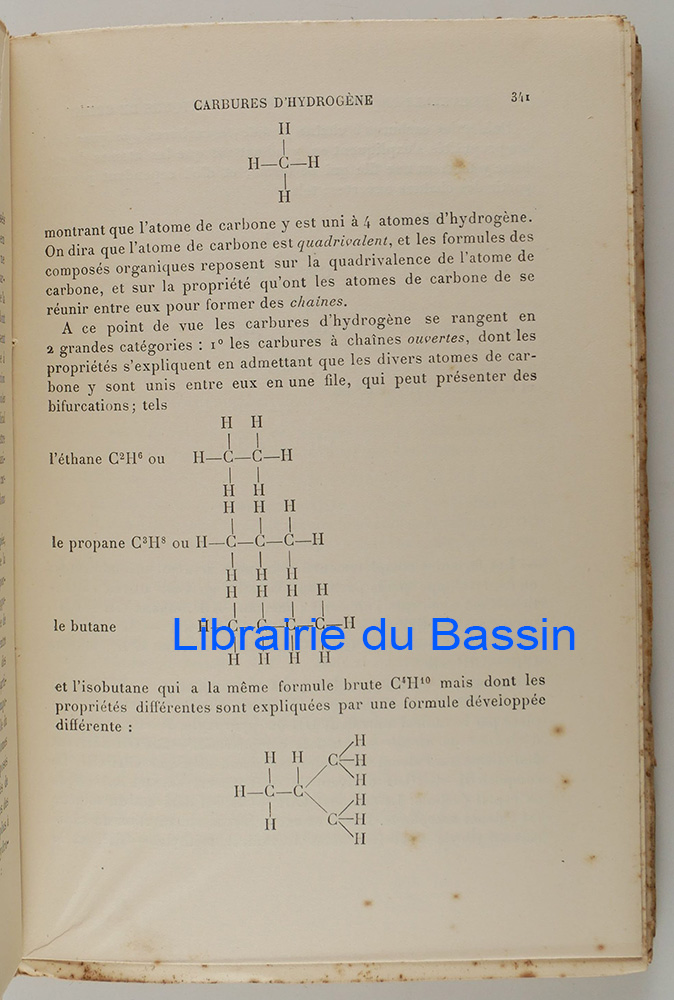 CARBURES D'HYDROGÈNE 341
H
H—C—H
H
montrant que l'atome de carbone y est uni à 4 atomes d'hydrogène.
On dira que l'atome de carbone est quadrivalent, et les formules des
composés organiques reposent sur la quadrivalence de l'atome de
carbone, et sur la propriété qu'ont les atomes de carbone de se
réunir entre eux pour former des chaînes.
A ce point de vue les carbures d'hydrogène se rangent en
2 grandes catégories : 1º les carbures à chaînes ouvertes, dont les
propriétés s'expliquent en admettant que les divers atomes de car-
bone y sont unis entre eux en une file, qui peut présenter des
bifurcations; tels
H H
l'éthane C²H⁶ ou H—C—C—H
H H
H H H
le propane C³H⁸ ou H—C—C—C—H
H H H
H H H H
le butane H—C—C—C—C—H
Librairie du Bassin
H H H H
et l'isobutane qui a la même formule brute C⁴H¹⁰ mais dont les
propriétés différentes sont expliquées par une formule développée
différente :
H
H H C—H
H
H—C—C
H
H C—H
H